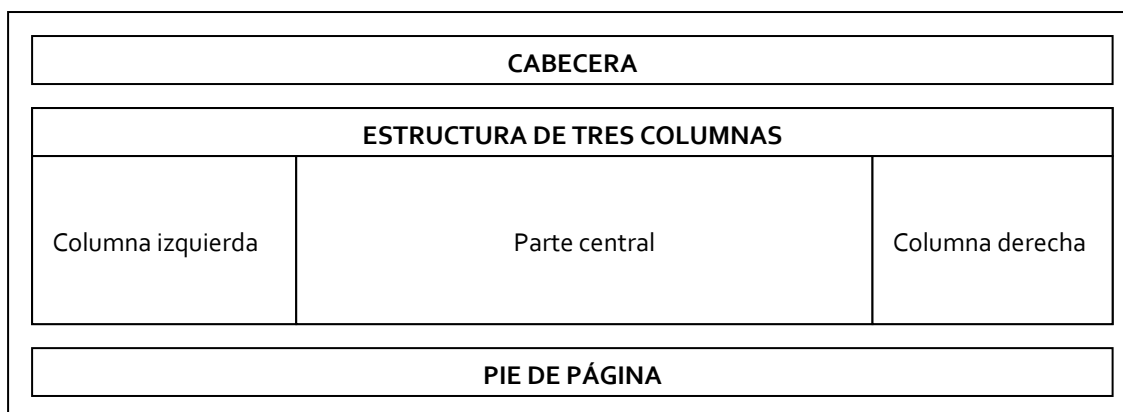 CABECERA
ESTRUCTURA DE TRES COLUMNAS
Columna izquierda
Parte central
Columna derecha
PIE DE PÁGINA